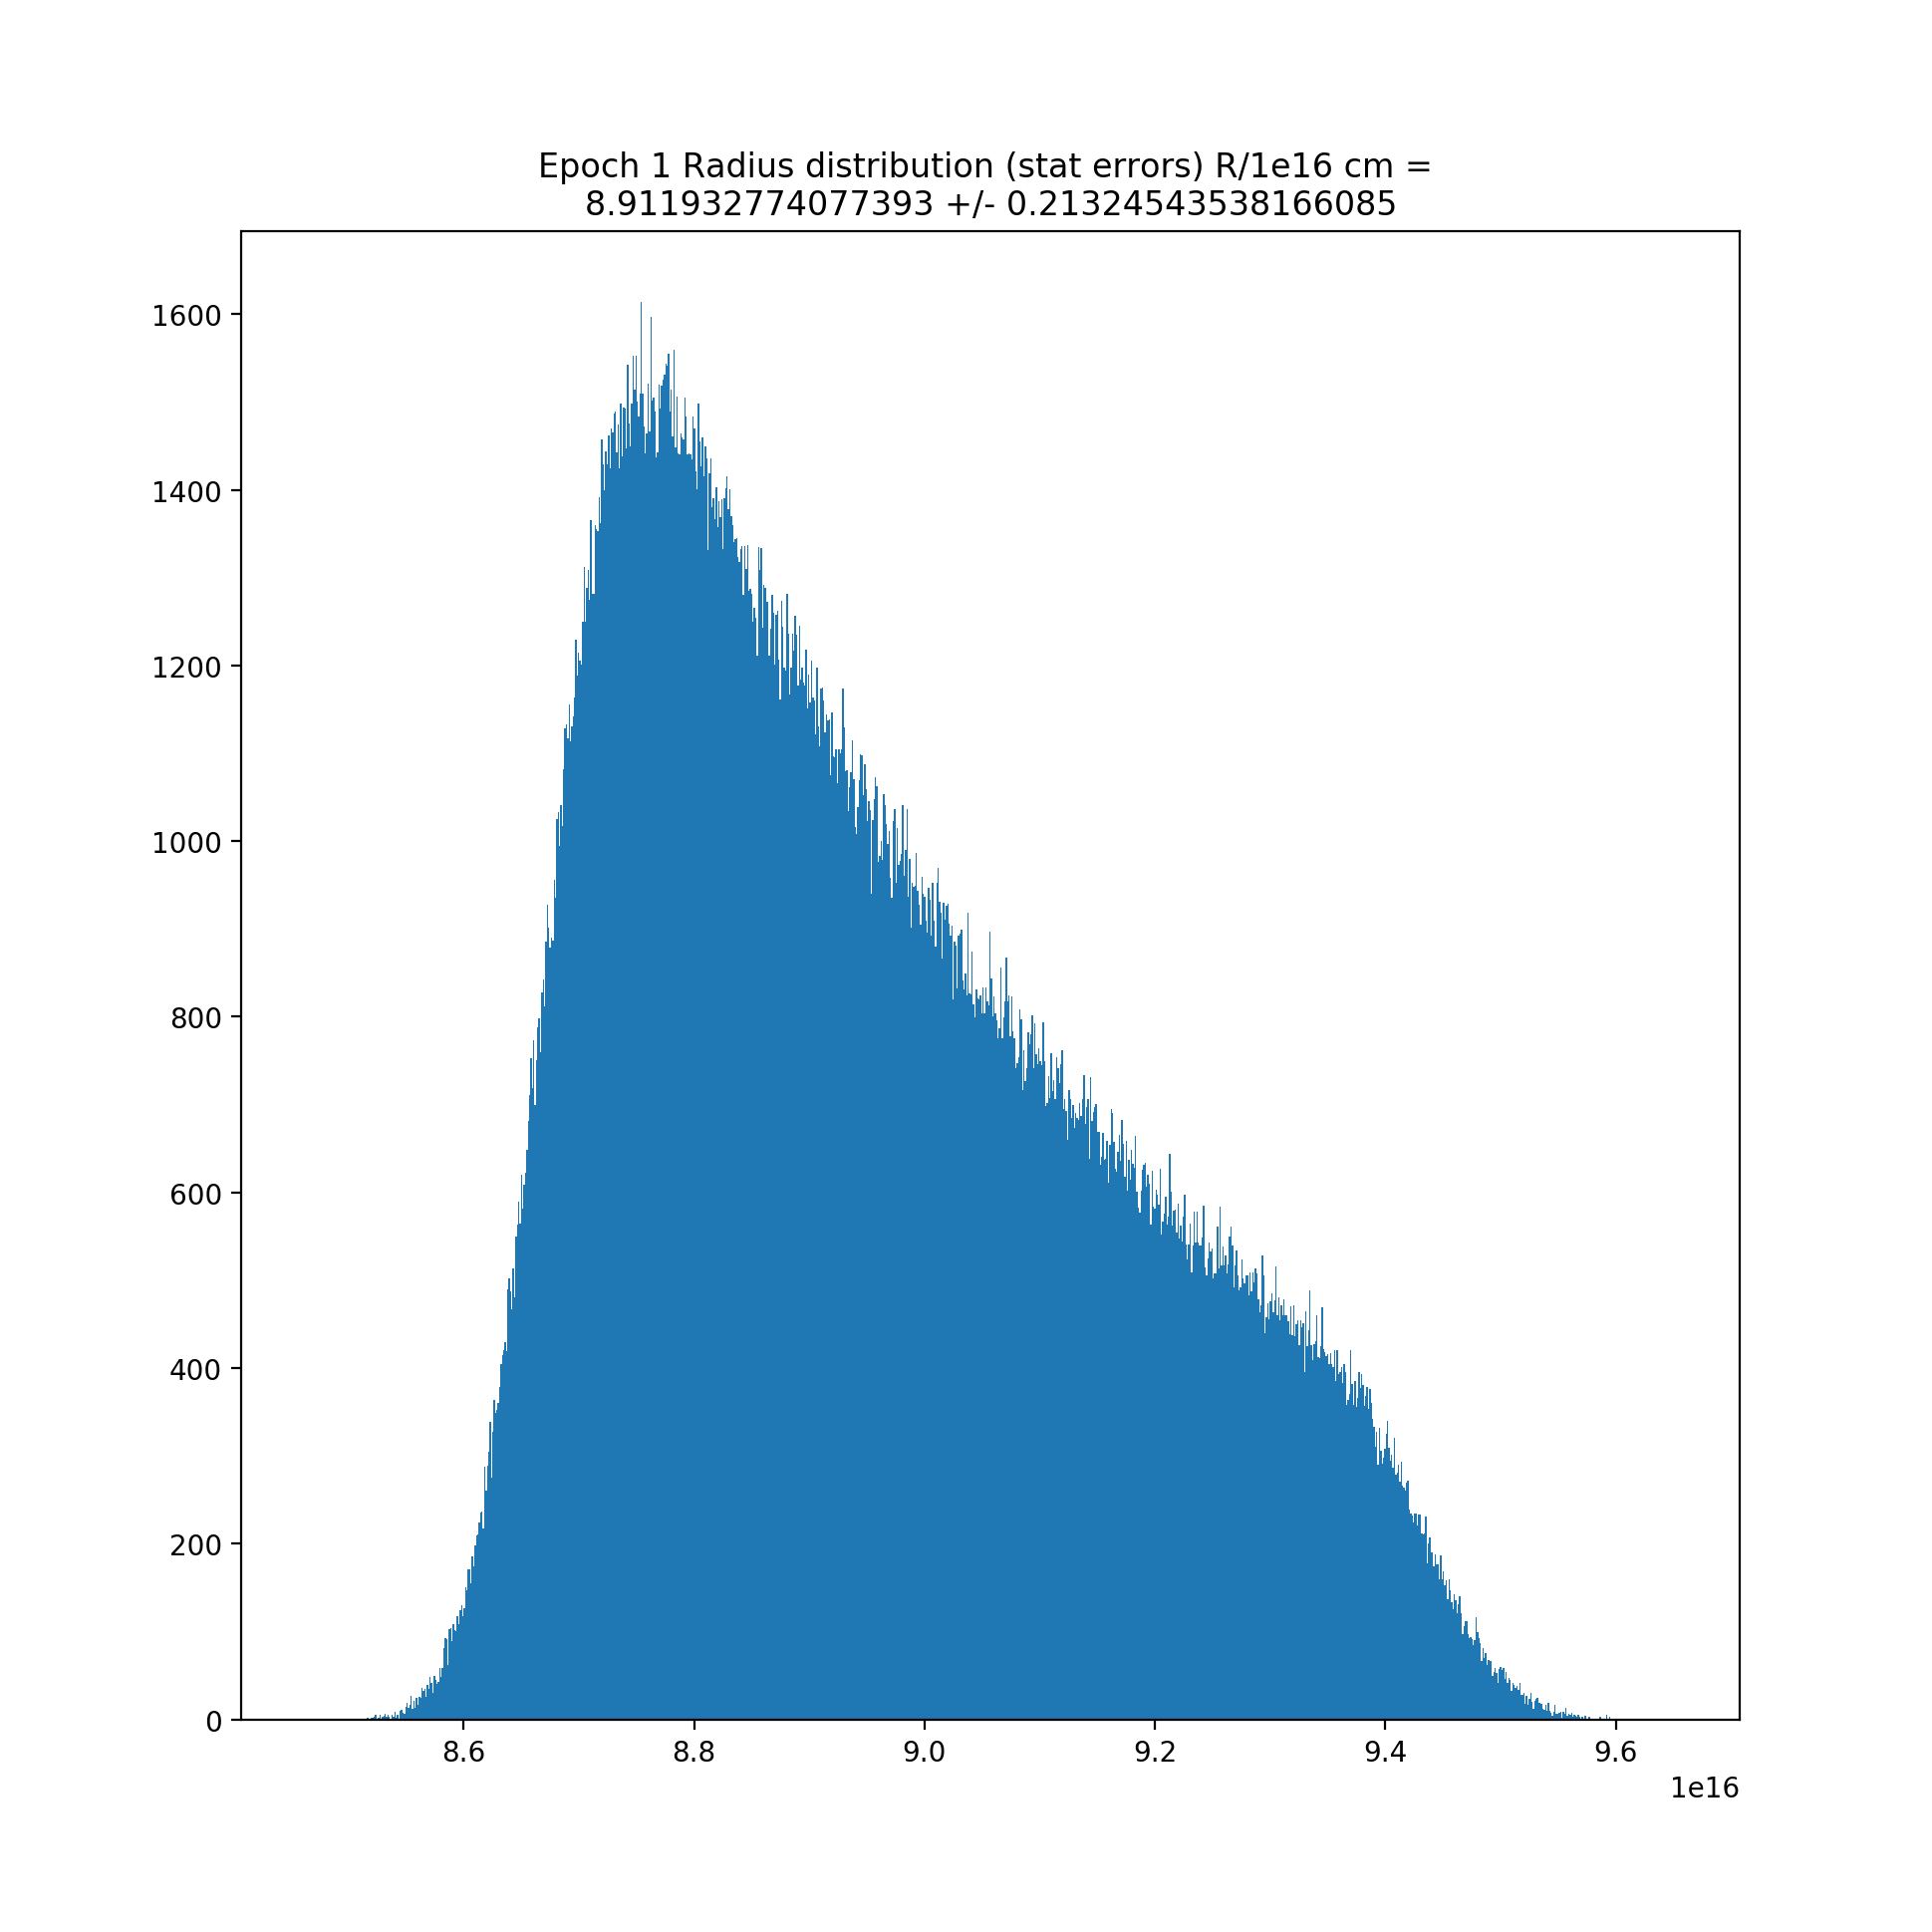 Epoch 1 Radius distribution (stat errors) R/1e16 cm =
8.911932774077393 +/- 0.21324543538166085
1600
1400
1200
1000
800
600
400
200
0
8.6 8.8 9.0 9.2 9.4 9.6
1e16